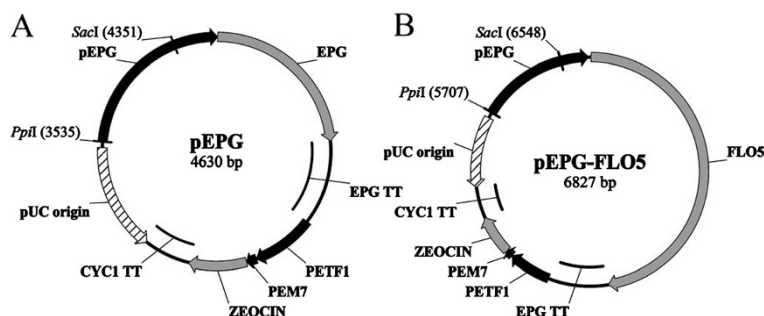 A
SacI (4351)
pEPG
EPG
PpiI (3535)
pEPG
4630 bp
EPG TT
pUC origin
CYC1 TT
PETF1
PEM7
ZEOCIN
B
SacI (6548)
pEPG
PpiI (5707)
pUC origin
pEPG-FLO5
6827 bp
FLO5
CYC1 TT
ZEOCIN
PEM7
PETF1
EPG TT